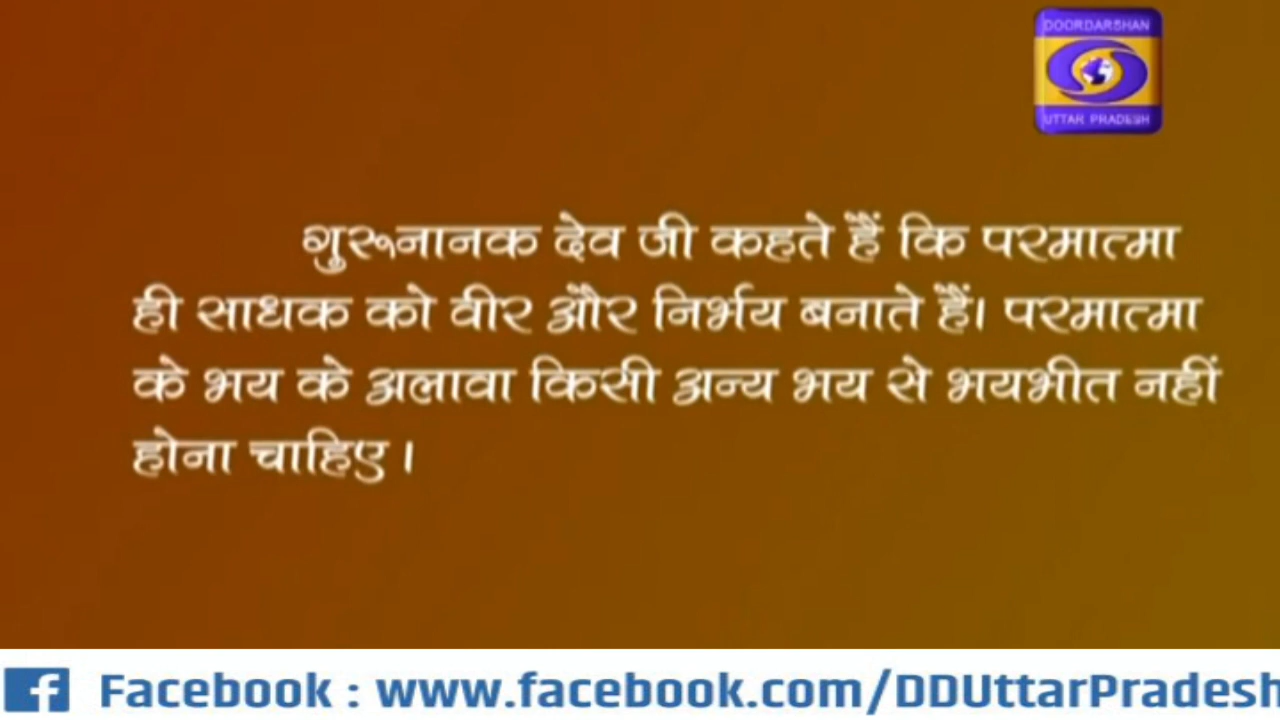 DOORDARSHAN
UTTAR PRADESH
गुरूनानक देव जी कहते हैं कि परमात्मा
ही साधक को वीर और निर्भय बनाते हैं। परमात्मा
के भय के अलावा किसी अन्य भय से भयभीत नहीं
होना चाहिए।
f Facebook : www.facebook.com/DDUttarPradesh